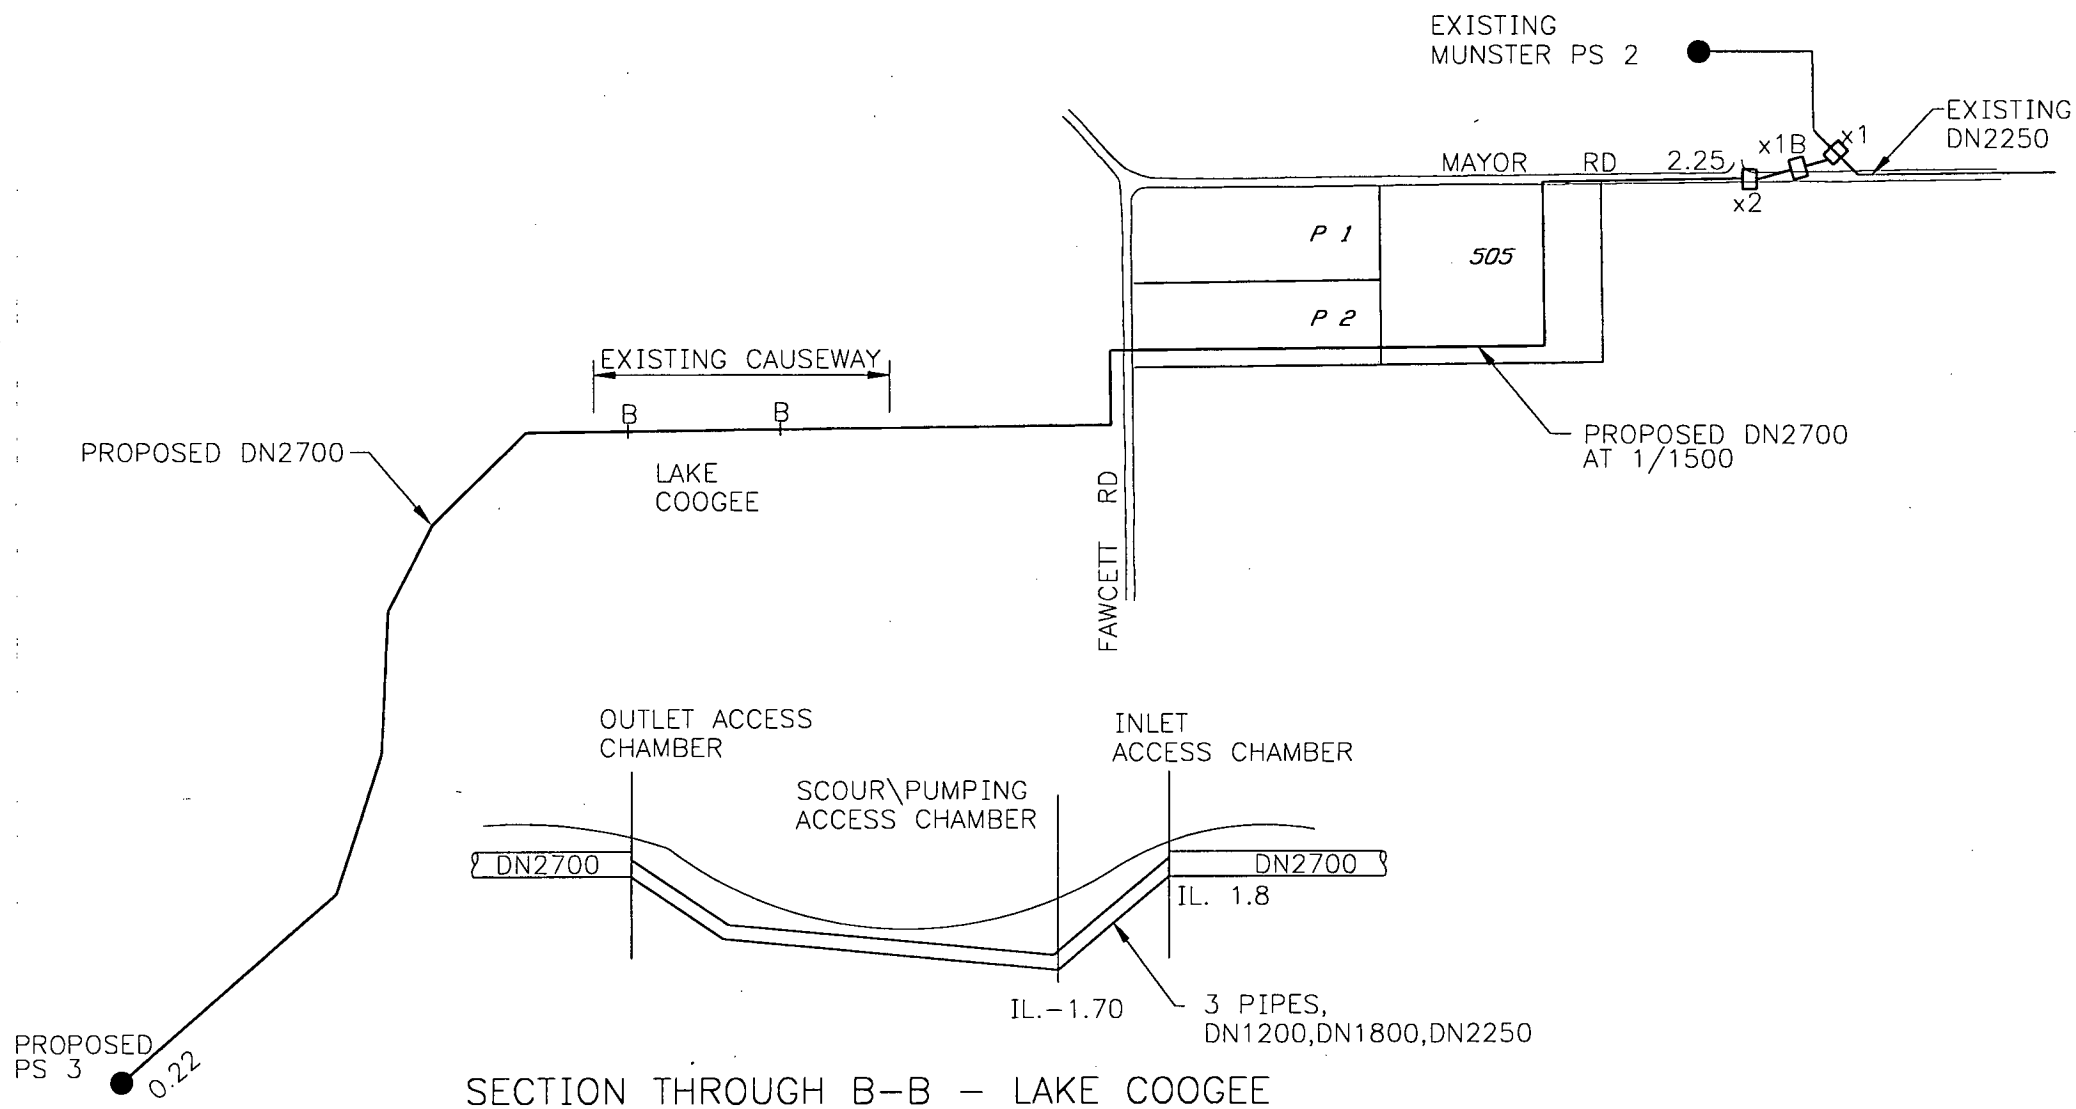 EXISTING
MUNSTER PS 2
EXISTING
DN2250
x1
x1B
MAYOR RD 2.25
x2
P 1
505
P 2
EXISTING CAUSEWAY
B B
PROPOSED DN2700
PROPOSED DN2700
AT 1/1500
LAKE
COOGEE
FAWCETT RD
OUTLET ACCESS
CHAMBER
INLET
ACCESS CHAMBER
SCOUR\PUMPING
ACCESS CHAMBER
DN2700
DN2700
IL. 1.8
IL.-1.70
3 PIPES,
DN1200,DN1800,DN2250
PROPOSED
PS 3
0.22
SECTION THROUGH B-B - LAKE COOGEE